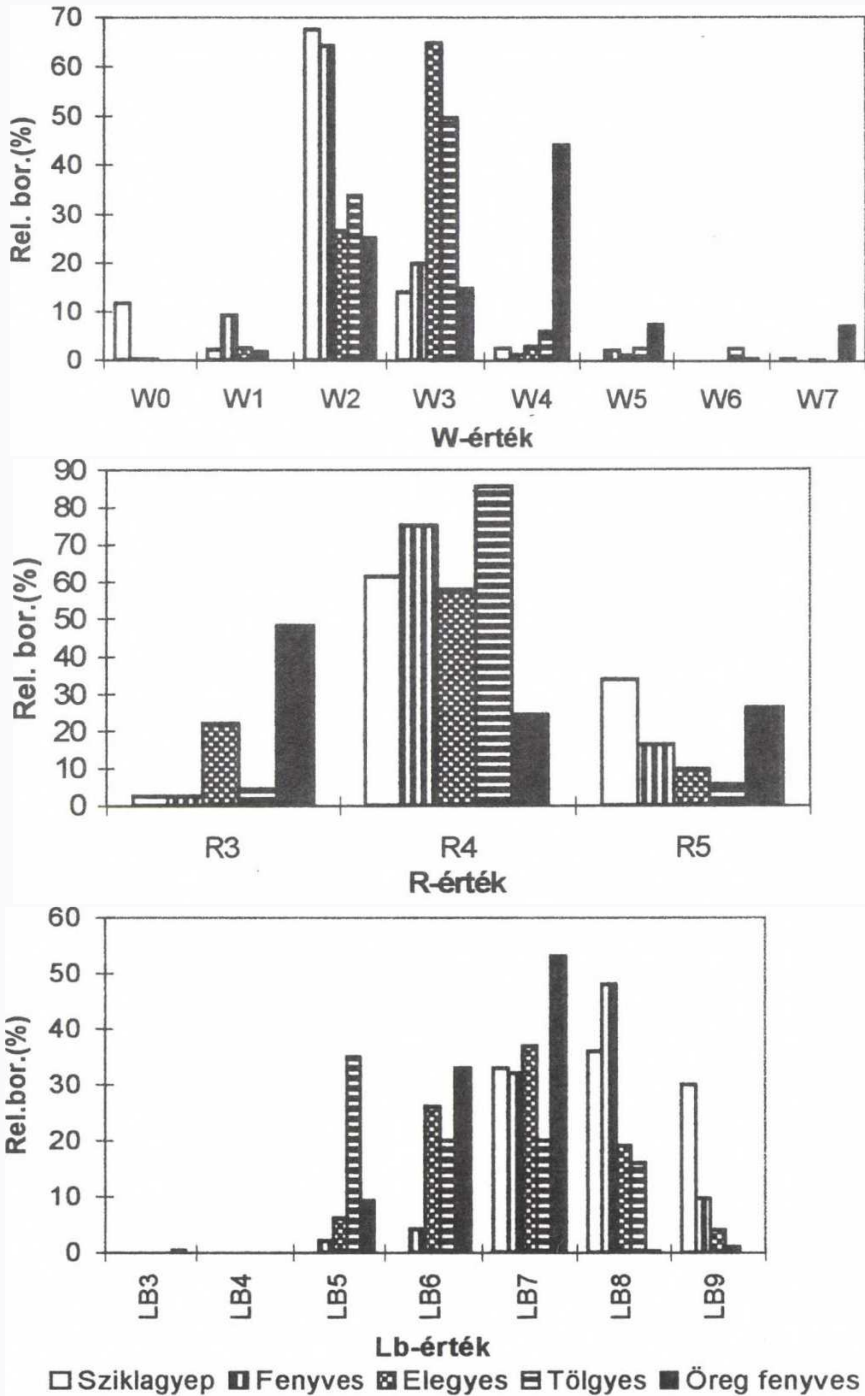 Rel. bor.(%)
70
60
50
40
30
20
10
0
W0 W1 W2 W3 W4 W5 W6 W7
W-érték
Rel. bor.(%)
90
80
70
60
50
40
30
20
10
0
R3 R4 R5
R-érték
Rel.bor.(%)
60
50
40
30
20
10
0
LB3 LB4 LB5 LB6 LB7 LB8 LB9
Lb-érték
Sziklagyep Fenyves Elegyes Tölgyes Öreg fenyves